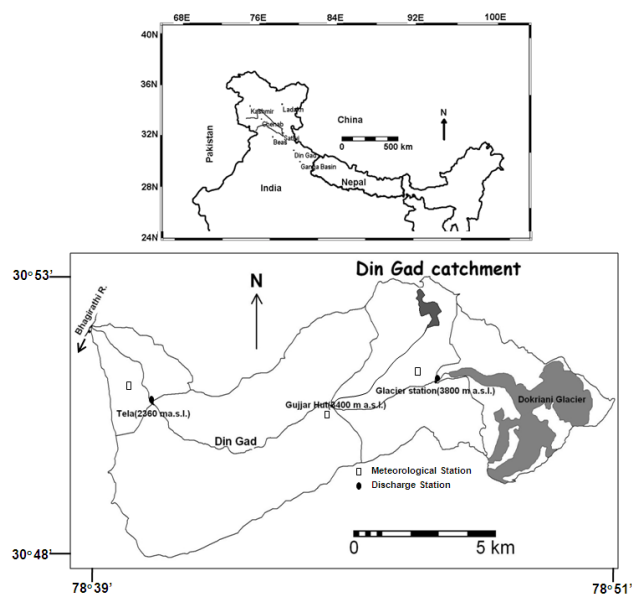 68E 76E 84E 92E 100E
40N
36N
32N
28N
24N
Kashmir
Ladakh
Chenab
Satluj
Beas
Din Gad
Ganga Basin
China
N
0 500 km
Pakistan
India
Nepal
30°53'
Din Gad catchment
N
Bhagirathi R.
Glacier station(3800 m a.s.l.)
Dokriani Glacier
Gujjar Hut(3400 m a.s.l.)
Tela(2360 m a.s.l.)
Din Gad
Meteorological Station
Discharge Station
0 5 km
30°48'
78°39' 78°51'